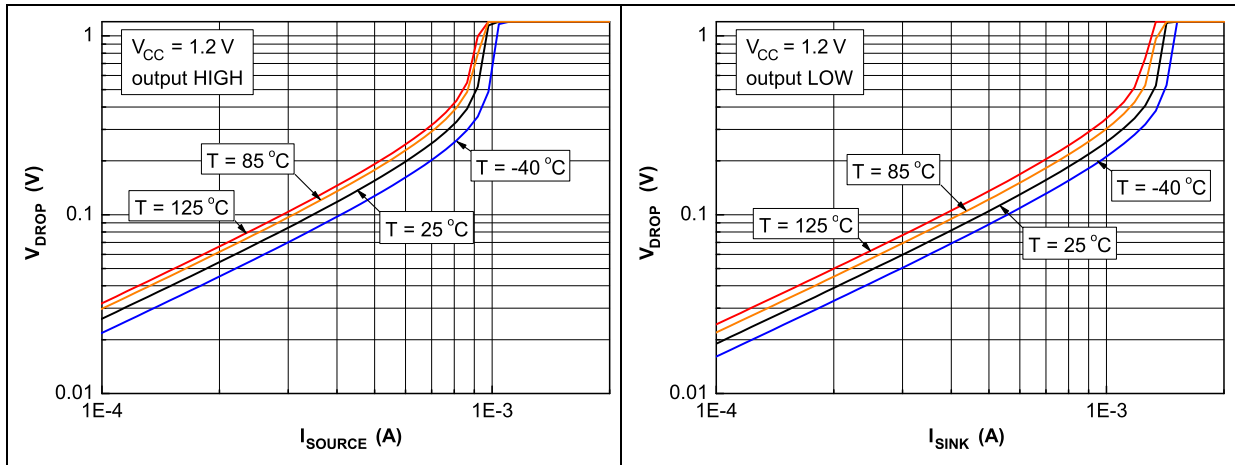 V_CC = 1.2 V
output HIGH
1
0.1
0.01
V_DROP (V)
T = 85 °C
T = -40 °C
T = 125 °C
T = 25 °C
1E-4
1E-3
I_SOURCE (A)
V_CC = 1.2 V
output LOW
1
0.1
0.01
V_DROP (V)
T = 85 °C
T = -40 °C
T = 125 °C
T = 25 °C
1E-4
1E-3
I_SINK (A)